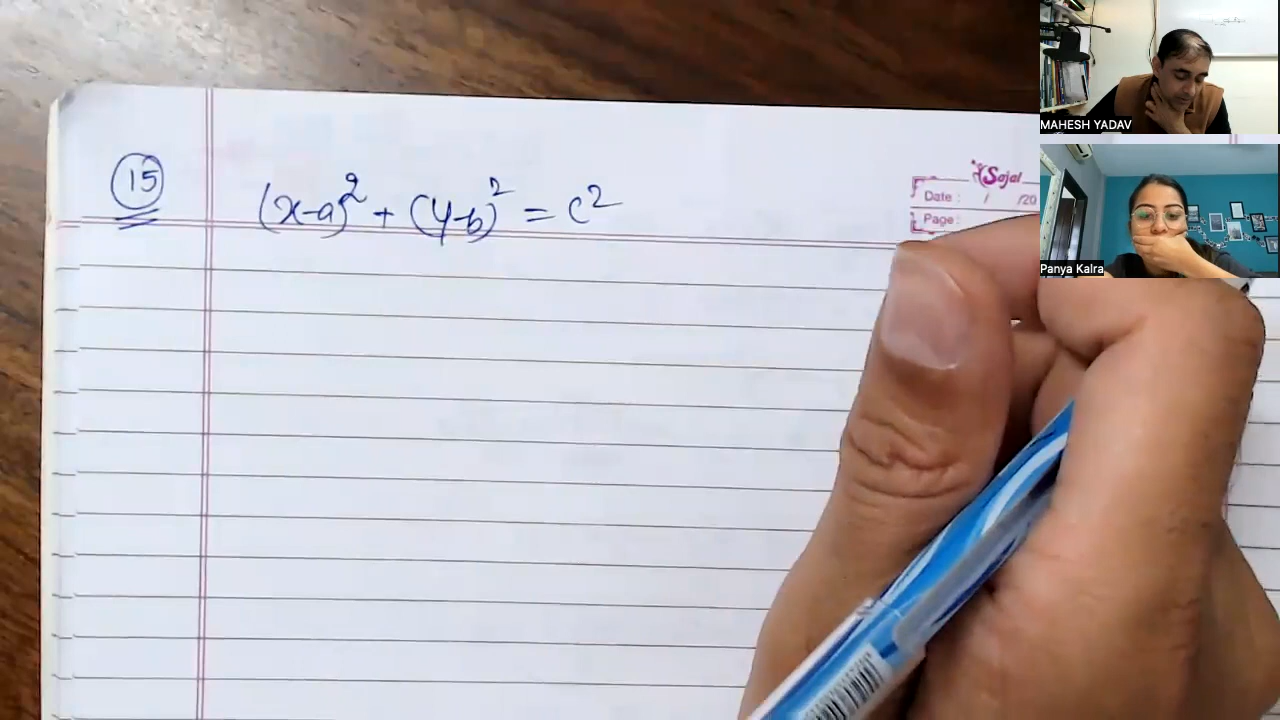 (15) (x-a)² + (y-b)² = c²
Sajal
Date : / /20
Page :
MAHESH YADAV
Panya Kalra